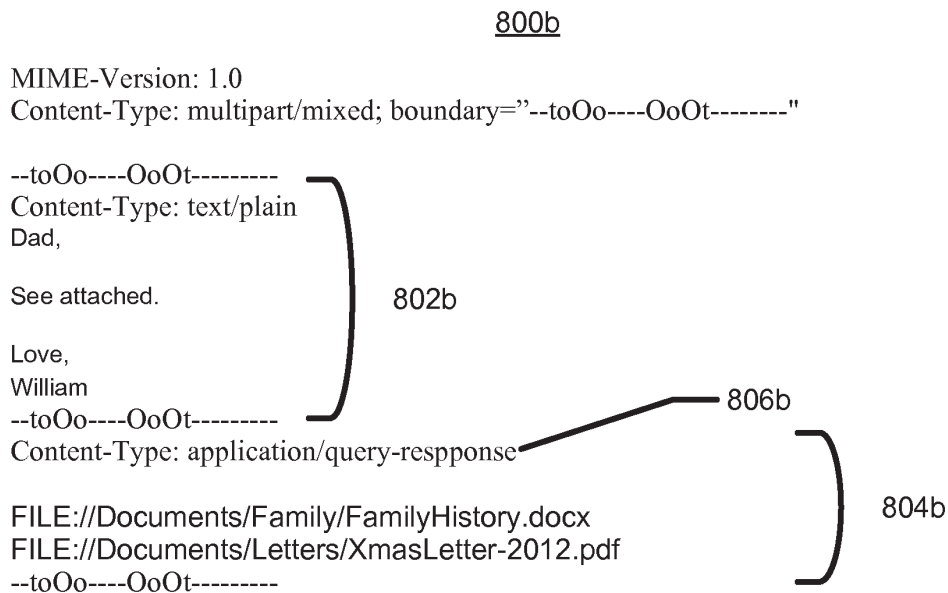 800b
MIME-Version: 1.0
Content-Type: multipart/mixed; boundary=”--toOo----OoOt--------"
--toOo----OoOt---------
Content-Type: text/plain
Dad,
See attached.
802b
Love,
William
--toOo----OoOt---------
806b
Content-Type: application/query-respponse
FILE://Documents/Family/FamilyHistory.docx
804b
FILE://Documents/Letters/XmasLetter-2012.pdf
--toOo----OoOt---------